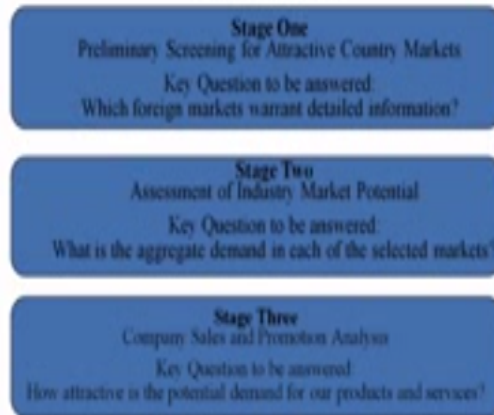 Stage One
Preliminary Screening for Attractive Country Markets
Key Question to be answered:
Which foreign markets warrant detailed information?
Stage Two
Assessment of Industry Market Potential
Key Question to be answered:
What is the aggregate demand in each of the selected markets?
Stage Three
Company Sales and Promotion Analysis
Key Question to be answered:
How attractive is the potential demand for our products and services?